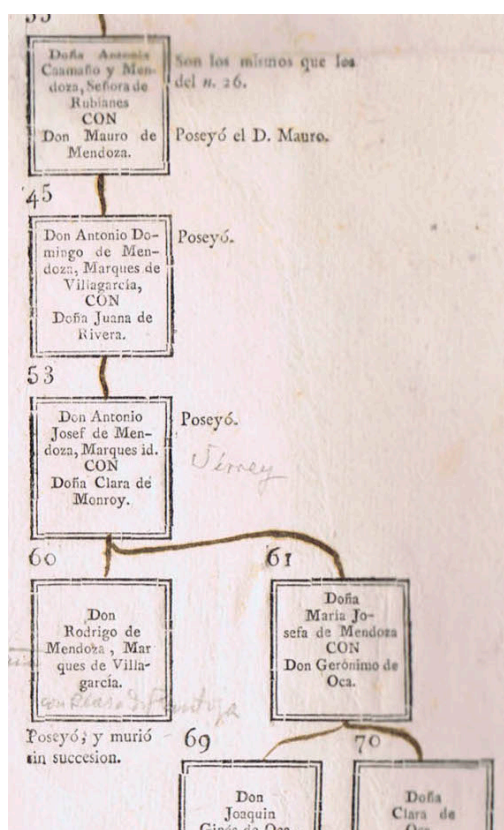 Doña Antonia
Caamaño y Men-
doza, Señora de
Rubianes
CON
Don Mauro de
Mendoza.
Son los mismos que los
del n. 26.
Poseyó el D. Mauro.
45
Don Antonio Do-
mingo de Men-
doza, Marques de
Villagarcía,
CON
Doña Juana de
Rivera.
Poseyó.
53
Don Antonio
Josef de Men-
doza, Marques id.
CON
Doña Clara de
Monroy.
Poseyó.
60
Don
Rodrigo de
Mendoza, Mar
ques de Villa-
garcía.
Poseyó, y murió
sin succesion.
61
Doña
María Jo-
sefa de Mendoza
CON
Don Gerónimo de
Oca.
69
Don
Joaquin
Ginés de Oca
70
Doña
Clara de
Oca